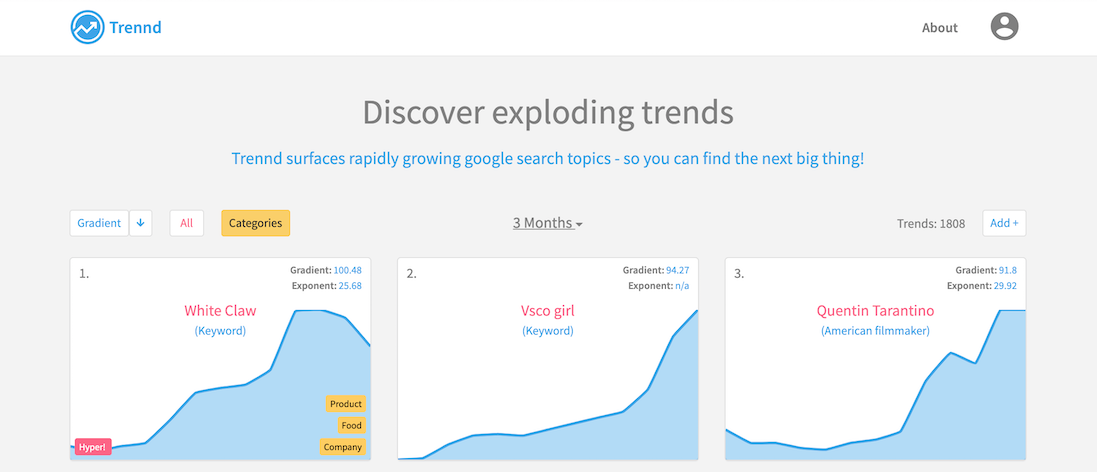 Trennd
About
Discover exploding trends
Trennd surfaces rapidly growing google search topics - so you can find the next big thing!
Gradient ↓ All Categories 3 Months Trends: 1808 Add +
1. Gradient: 100.48
Exponent: 25.68
White Claw
(Keyword)
Product
Food
Hyper! Company
2. Gradient: 94.27
Exponent: n/a
Vsco girl
(Keyword)
3. Gradient: 91.8
Exponent: 29.92
Quentin Tarantino
(American filmmaker)